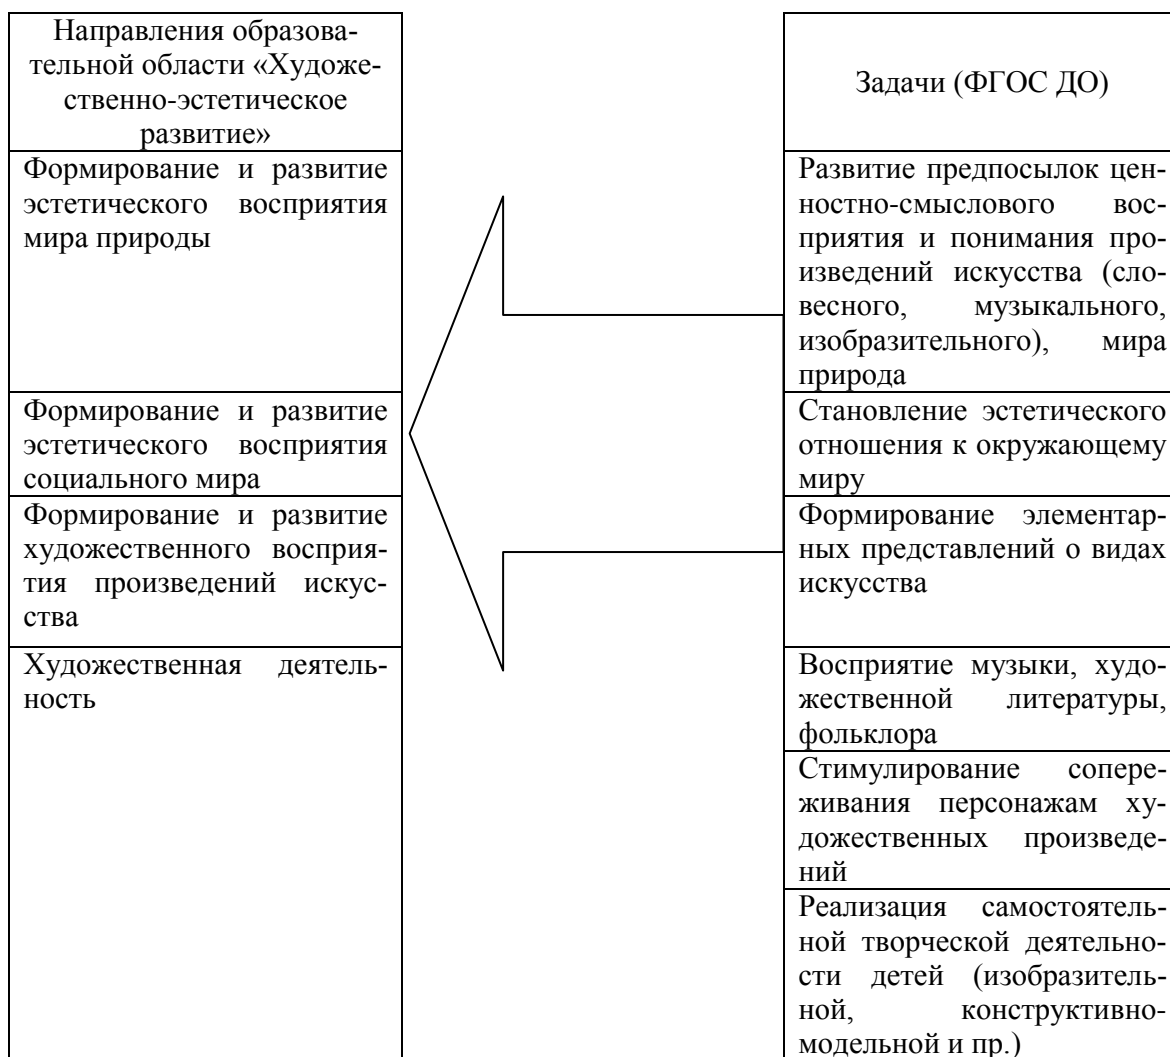 Направления образова-
тельной области «Художе-
ственно-эстетическое
развитие»
Формирование и развитие
эстетического восприятия
мира природы
Формирование и развитие
эстетического восприятия
социального мира
Формирование и развитие
художественного восприя-
тия произведений искус-
ства
Художественная деятель-
ность
Задачи (ФГОС ДО)
Развитие предпосылок цен-
ностно-смыслового вос-
приятия и понимания про-
изведений искусства (сло-
весного, музыкального,
изобразительного), мира
природа
Становление эстетического
отношения к окружающему
миру
Формирование элементар-
ных представлений о видах
искусства
Восприятие музыки, худо-
жественной литературы,
фольклора
Стимулирование сопере-
живания персонажам ху-
дожественных произведе-
ний
Реализация самостоятель-
ной творческой деятельно-
сти детей (изобразитель-
ной, конструктивно-
модельной и пр.)